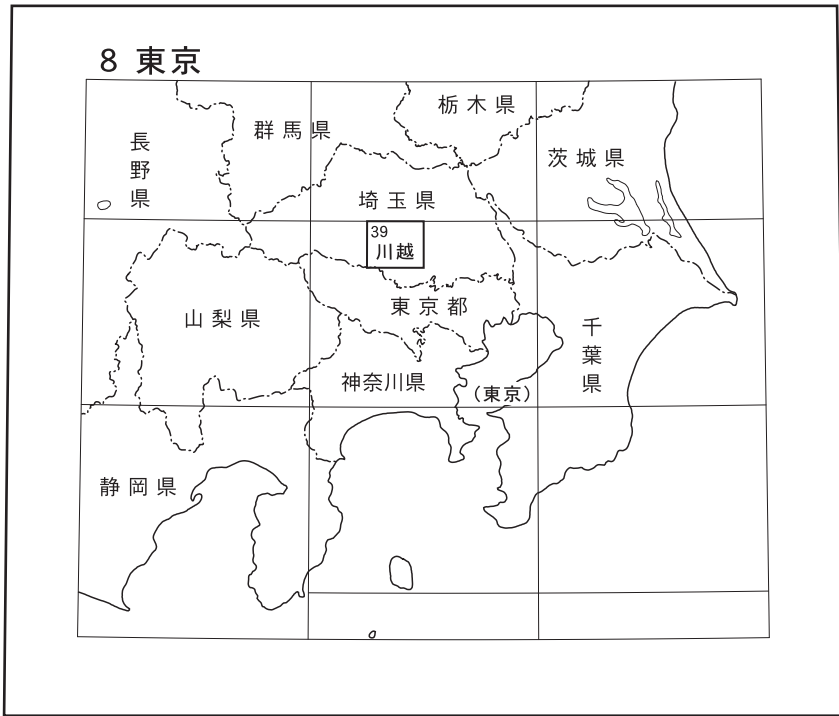 8 東京
栃木県
群馬県
長野県
茨城県
埼玉県
39
川越
東京都
山梨県
千葉県
神奈川県
(東京)
静岡県